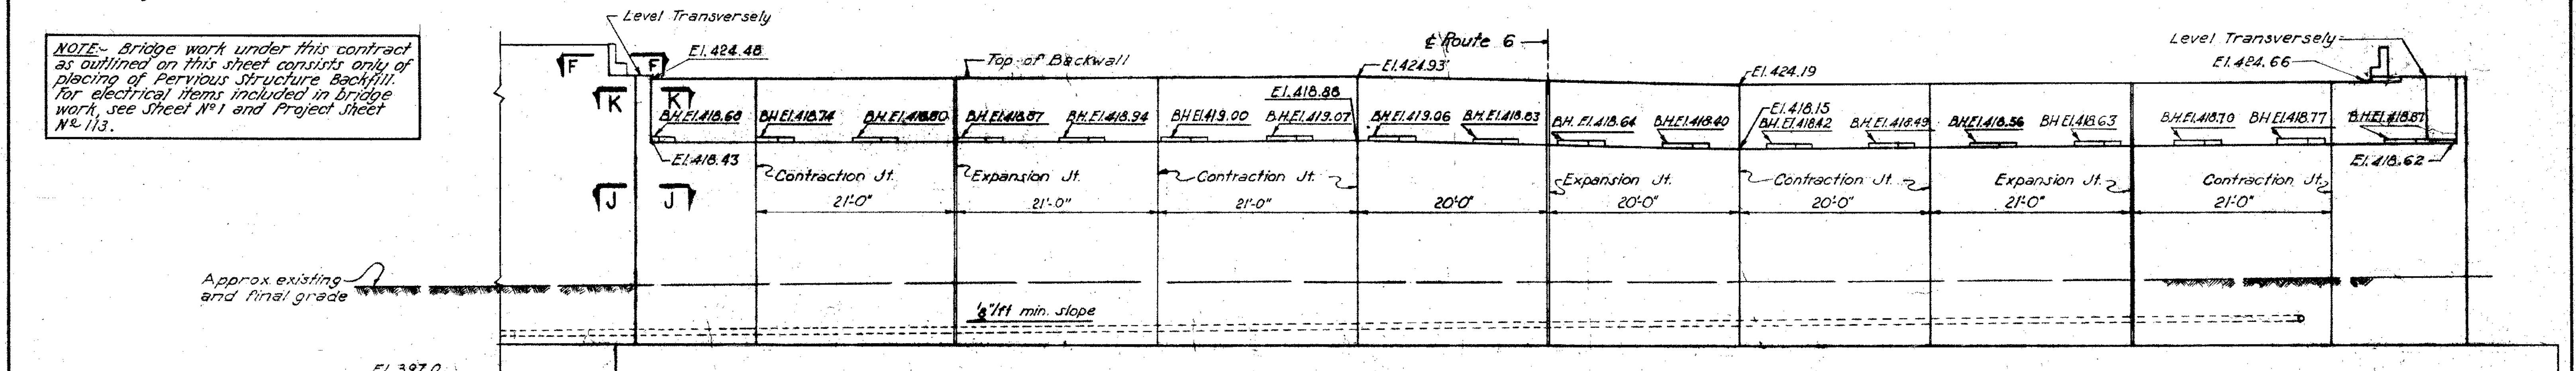 NOTE:- Bridge work under this contract
as outlined on this sheet consists only of
placing of Pervious Structure Backfill.
For electrical items included in bridge
work, see Sheet Nº 1 and Project Sheet
Nº 113.
Level Transversely
F F
El. 424.48
Top of Backwall
El. 424.93
℄ Route 6
El. 424.19
Level Transversely
El. 424.66
K K
B.H. El. 418.68
B.H. El. 418.74
B.H. El. 418.80
B.H. El. 418.87
B.H. El. 418.94
B.H. El. 419.00
B.H. El. 419.07
El. 418.88
B.H. El. 419.06
B.H. El. 418.83
B.H. El. 418.64
B.H. El. 418.40
El. 418.15
B.H. El. 418.42
B.H. El. 418.49
B.H. El. 418.56
B.H. El. 418.63
B.H. El. 418.70
B.H. El. 418.77
B.H. El. 418.87
El. 418.43
El. 418.62
Contraction Jt.
Expansion Jt.
Contraction Jt.
Expansion Jt.
Contraction Jt.
Expansion Jt.
Contraction Jt.
J J
21'-0"
21'-0"
21'-0"
20'-0"
20'-0"
20'-0"
21'-0"
21'-0"
Approx. existing
and final grade
1/8"/ft min. slope
El. 397.0